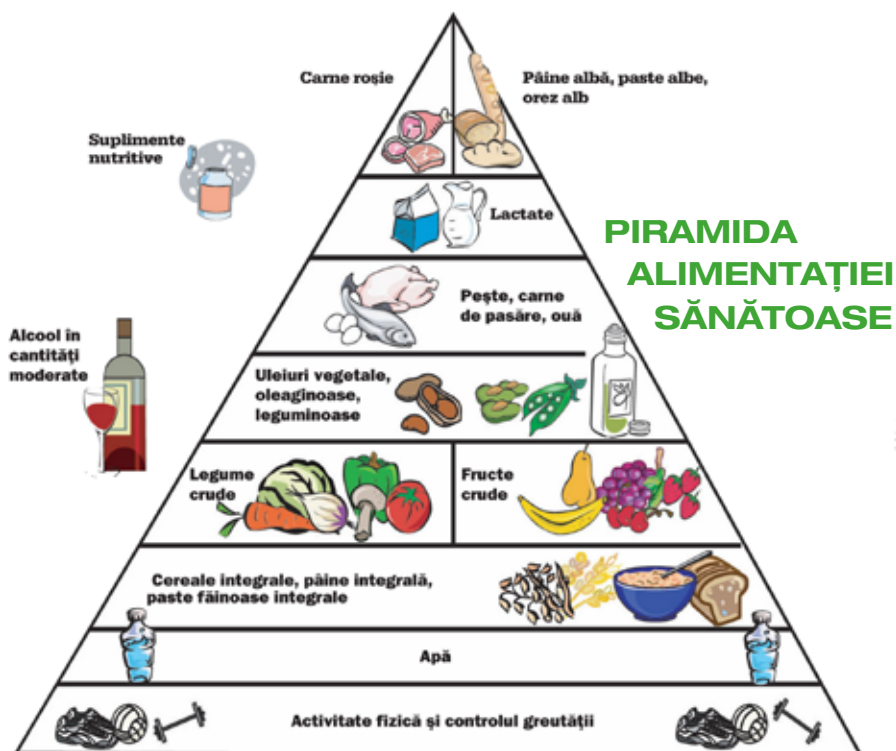 Carne roșie
Pâine albă, paste albe,
orez alb
Suplimente
nutritive
Lactate
PIRAMIDA
ALIMENTAȚIEI
SĂNĂTOASE
Pește, carne
de pasăre, ouă
Alcool în
cantități
moderate
Uleiuri vegetale,
oleaginoase,
leguminoase
Legume
crude
Fructe
crude
Cereale integrale, pâine integrală,
paste făinoase integrale
Apă
Activitate fizică și controlul greutății